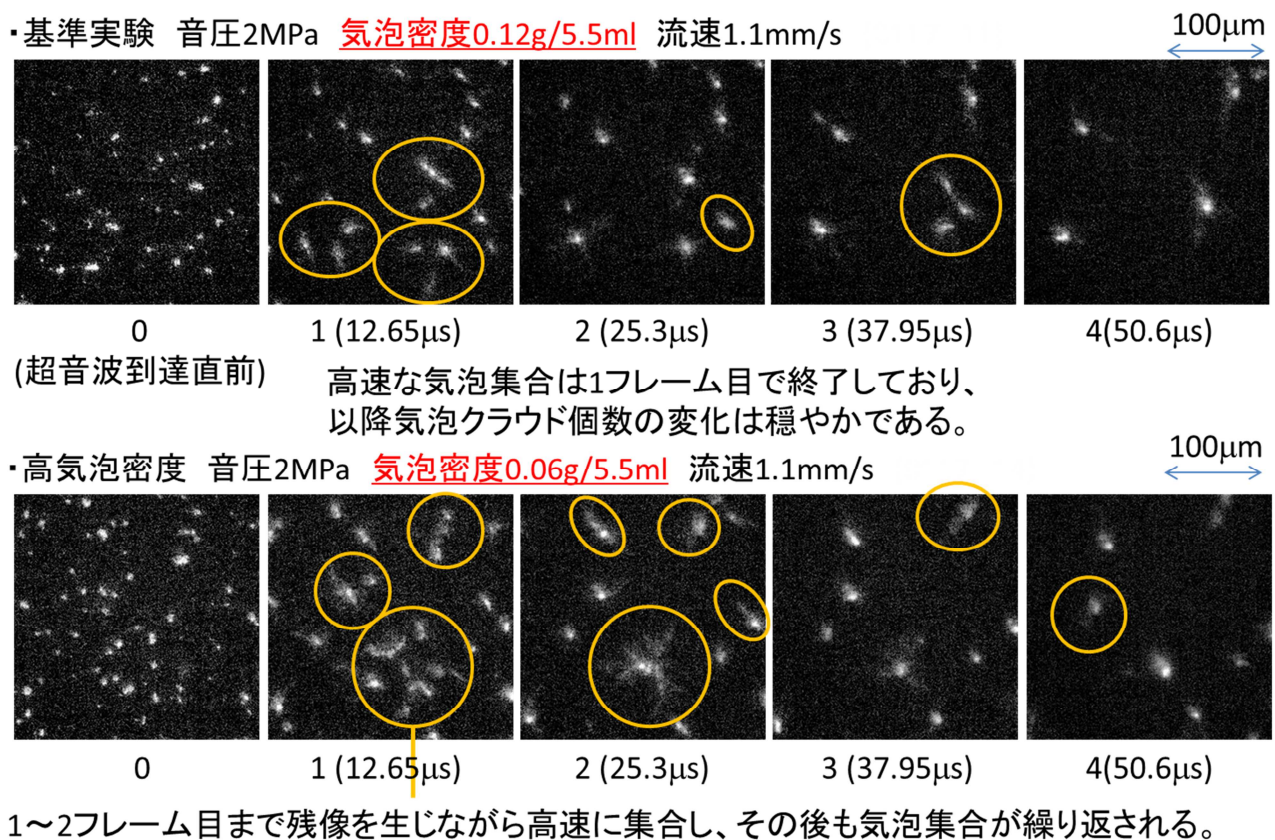 ・基準実験 音圧2MPa 気泡密度0.12g/5.5ml 流速1.1mm/s
100μm
0
1 (12.65μs)
2 (25.3μs)
3 (37.95μs)
4(50.6μs)
(超音波到達直前)
高速な気泡集合は1フレーム目で終了しており、
以降気泡クラウド個数の変化は穏やかである。
・高気泡密度 音圧2MPa 気泡密度0.06g/5.5ml 流速1.1mm/s
100μm
0
1 (12.65μs)
2 (25.3μs)
3 (37.95μs)
4(50.6μs)
1〜2フレーム目まで残像を生じながら高速に集合し、その後も気泡集合が繰り返される。